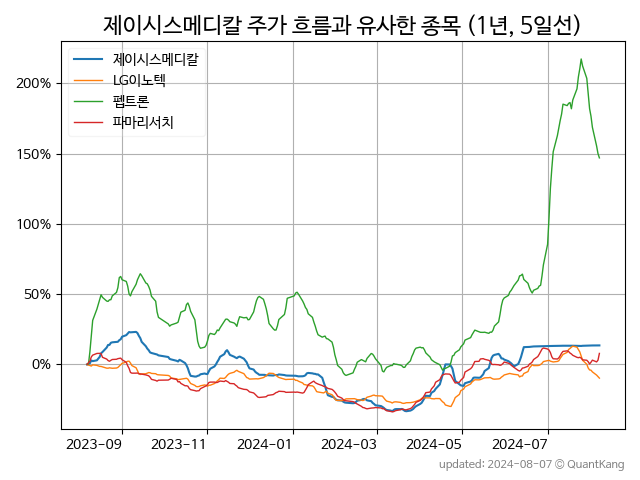 제이시스메디칼 주가 흐름과 유사한 종목 (1년, 5일선)
제이시스메디칼
LG이노텍
펩트론
파마리서치
200%
150%
100%
50%
0%
2023-09 2023-11 2024-01 2024-03 2024-05 2024-07
updated: 2024-08-07 © QuantKang